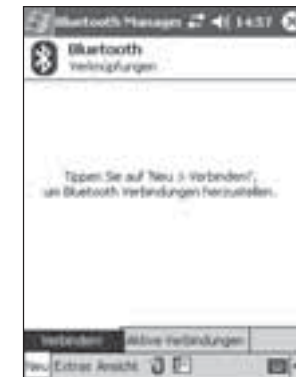 Bluetooth Manager 14:57
Bluetooth
Verknüpfungen
Tippen Sie auf "Neu > Verbinden!",
um Bluetooth Verbindungen herzustellen.
Verbinden Aktive Verbindungen
Neu Extras Ansicht